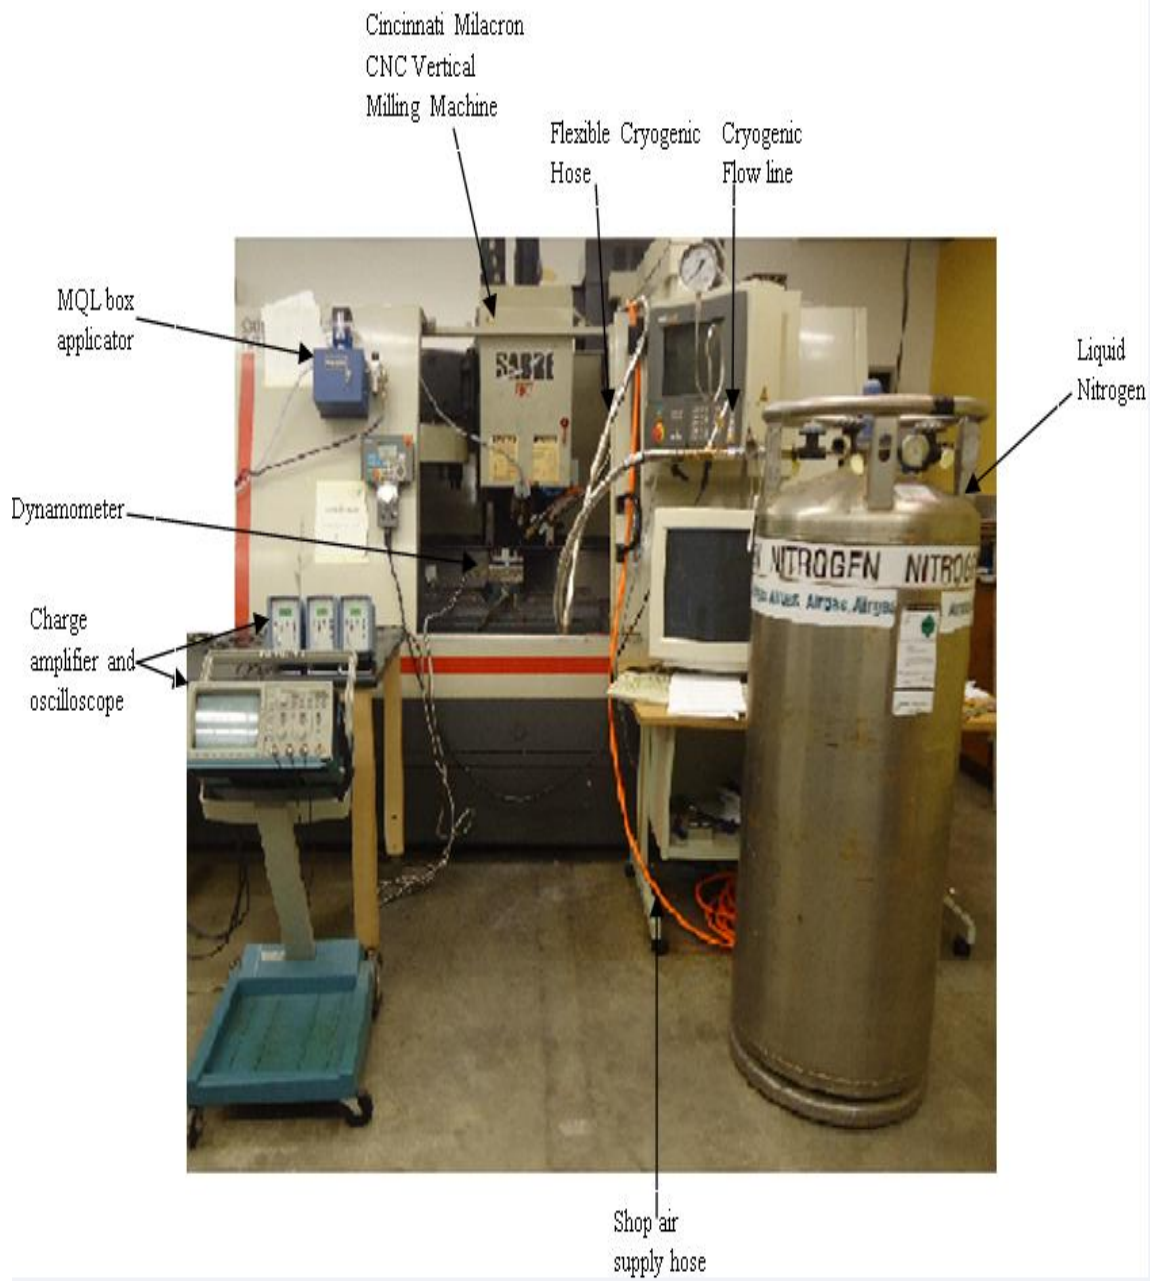 Cincinnati Milacron
CNC Vertical
Milling Machine
Flexible Cryogenic
Hose
Cryogenic
Flow line
MQL box
applicator
Liquid
Nitrogen
SABRE
Dynamometer
NITROGEN NITROG
Airgas Airgas
Charge
amplifier and
oscilloscope
Shop air
supply hose